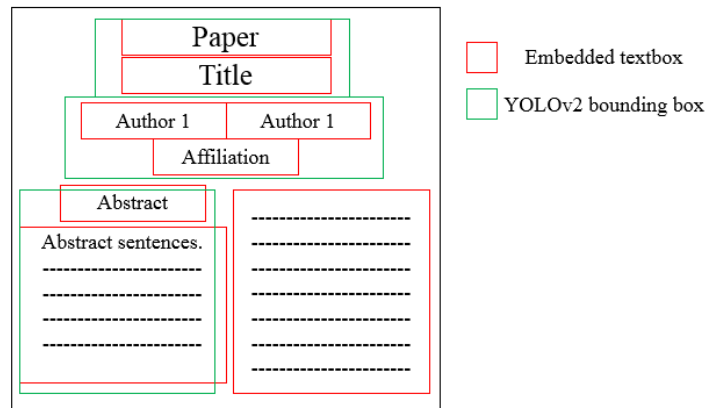 Paper
Title
Author 1 Author 1
Affiliation
Abstract
Abstract sentences.
Embedded textbox
YOLOv2 bounding box